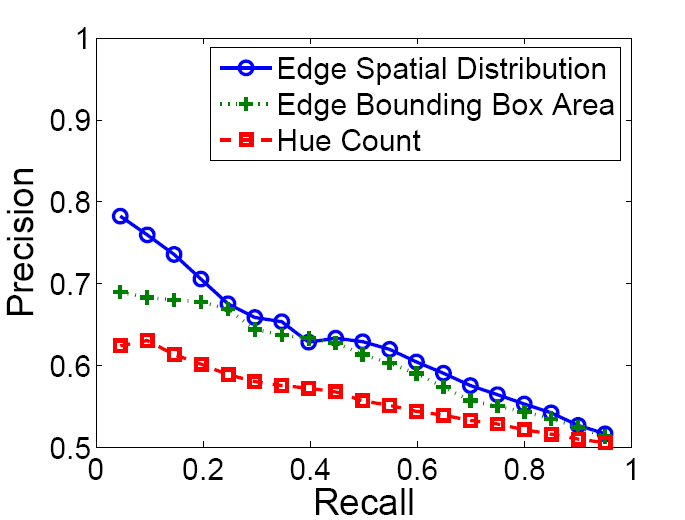 1
0.9
0.8
0.7
0.6
0.5
Precision
Edge Spatial Distribution
Edge Bounding Box Area
Hue Count
0 0.2 0.4 0.6 0.8 1
Recall